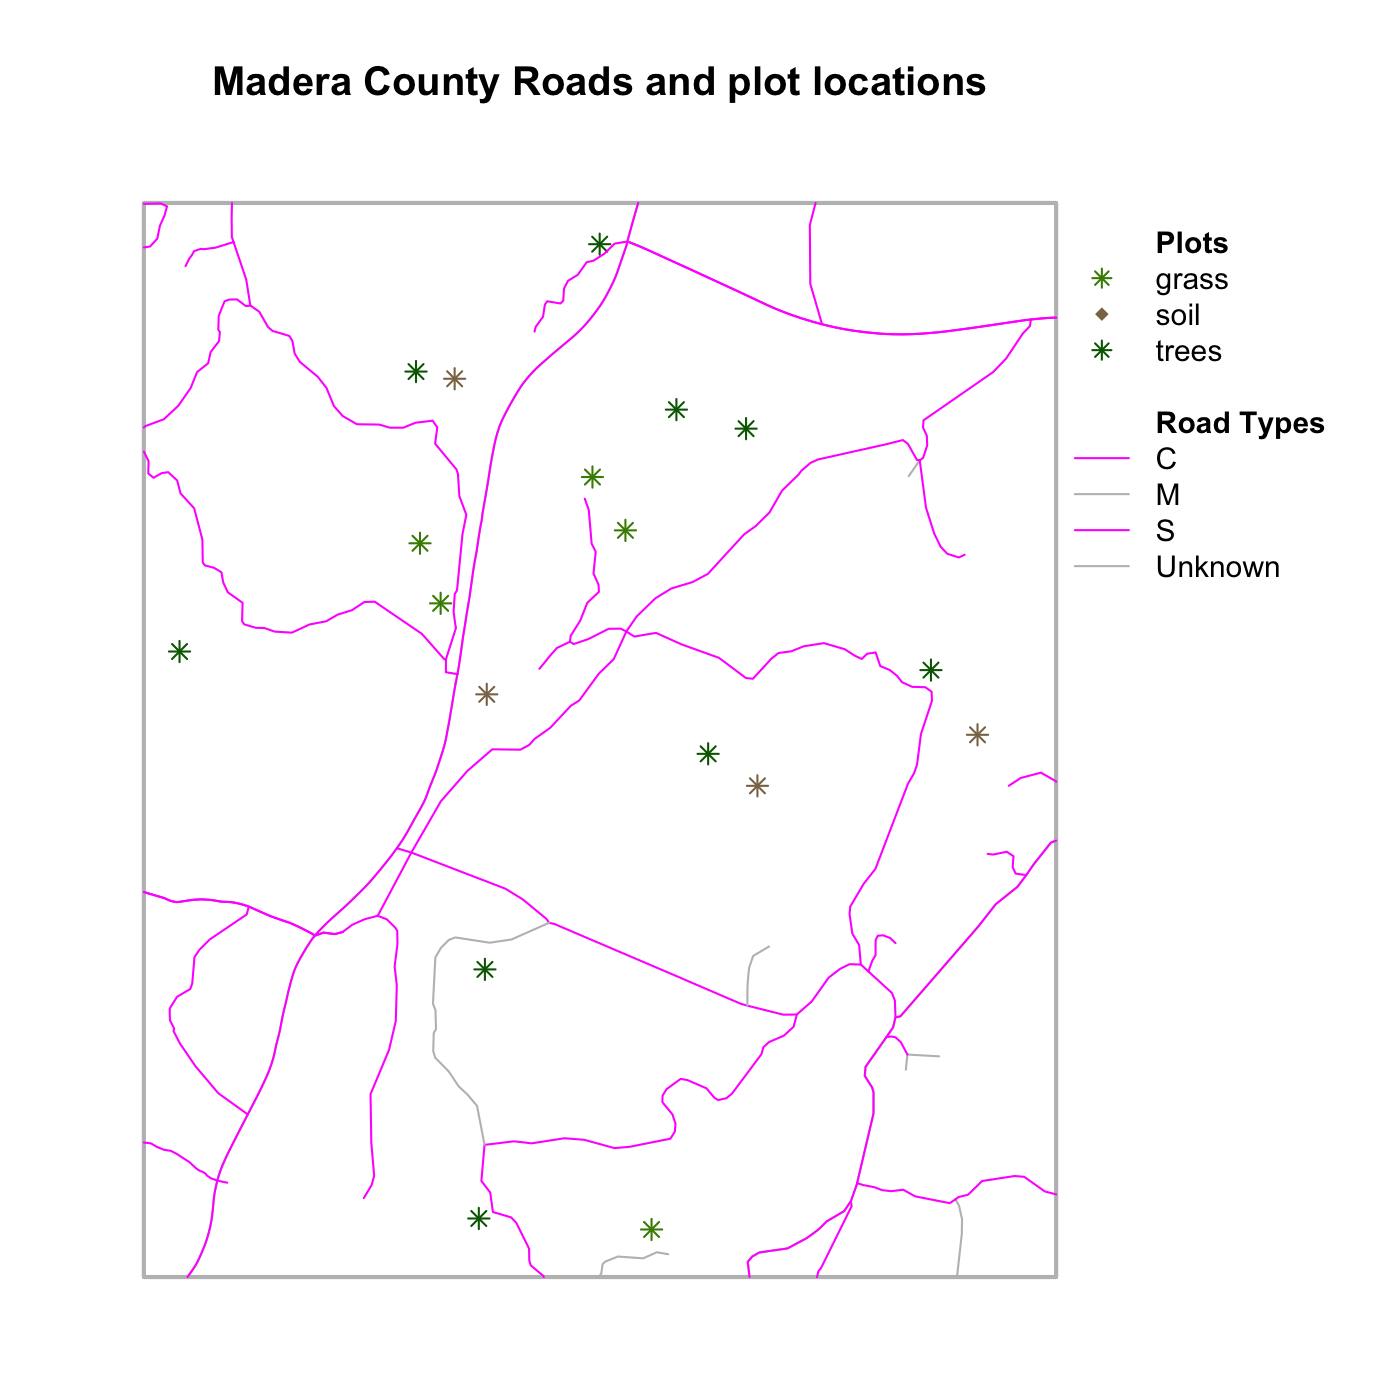 Madera County Roads and plot locations
Plots
grass
soil
trees
Road Types
C
M
S
Unknown